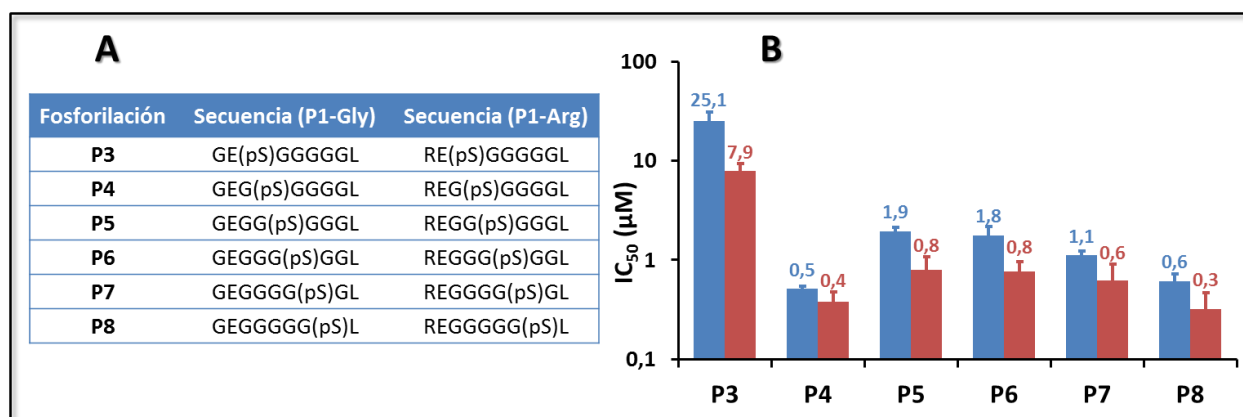 A
Fosforilación Secuencia (P1-Gly) Secuencia (P1-Arg)
P3 GE(pS)GGGGGL RE(pS)GGGGGL
P4 GEG(pS)GGGGL REG(pS)GGGGL
P5 GEGG(pS)GGGL REGG(pS)GGGL
P6 GEGGG(pS)GGL REGGG(pS)GGL
P7 GEGGGG(pS)GL REGGGG(pS)GL
P8 GEGGGGG(pS)L REGGGGG(pS)L
B
IC50 (µM)
100
10
1
0,1
25,1
7,9
0,5
0,4
1,9
0,8
1,8
0,8
1,1
0,6
0,6
0,3
P3 P4 P5 P6 P7 P8